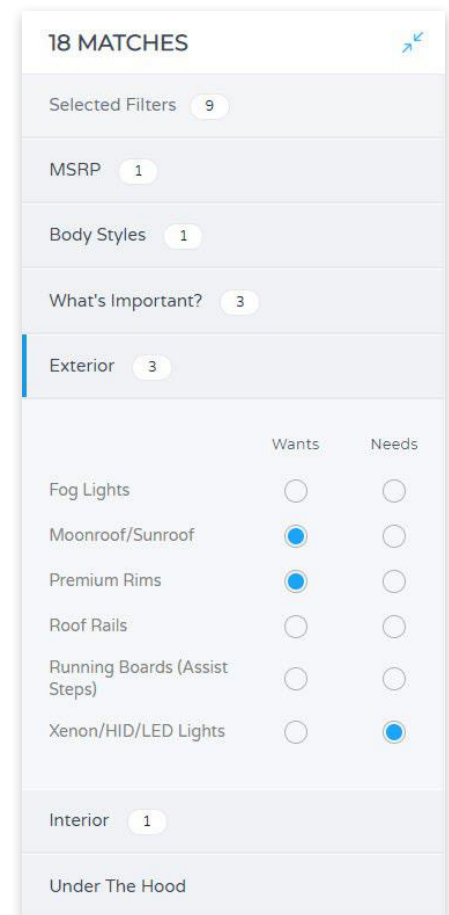 18 MATCHES
Selected Filters 9
MSRP 1
Body Styles 1
What's Important? 3
Exterior 3
Wants Needs
Fog Lights
Moonroof/Sunroof
Premium Rims
Roof Rails
Running Boards (Assist
Steps)
Xenon/HID/LED Lights
Interior 1
Under The Hood